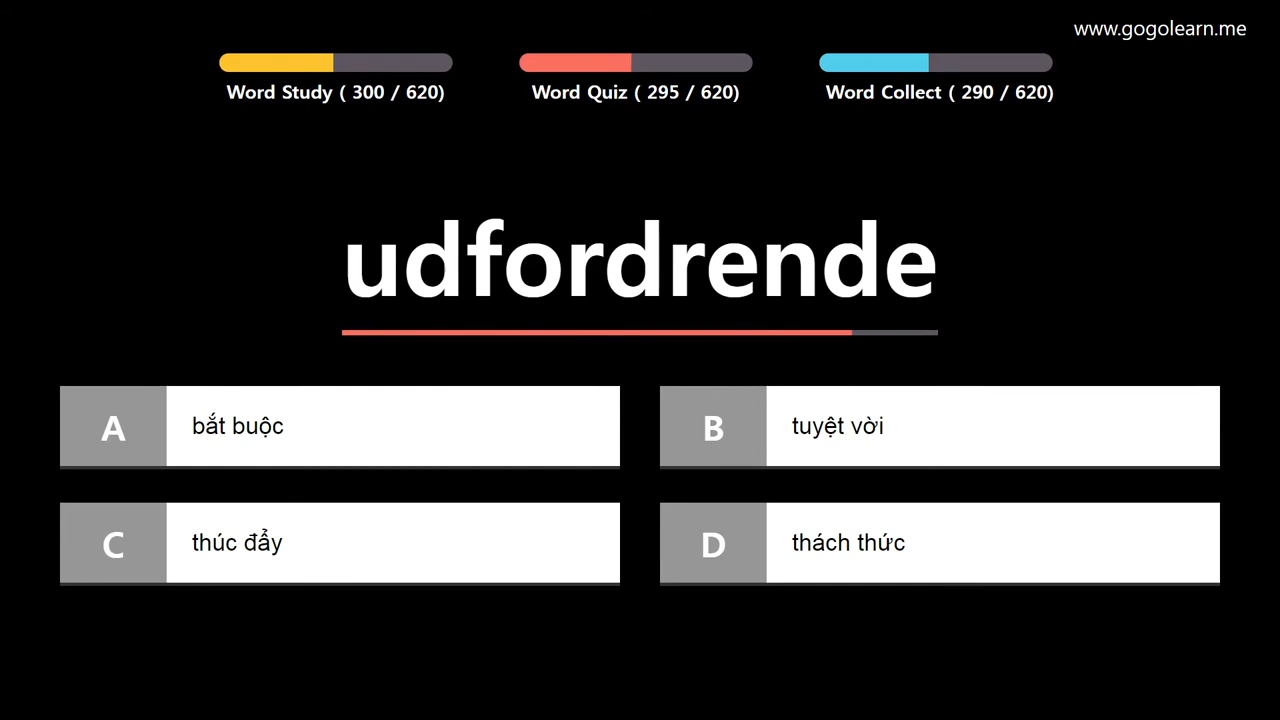 www.gogolearn.me
Word Study ( 300 / 620)
Word Quiz ( 295 / 620)
Word Collect ( 290 / 620)
udfordrende
A
bắt buộc
B
tuyệt vời
C
thúc đẩy
D
thách thức